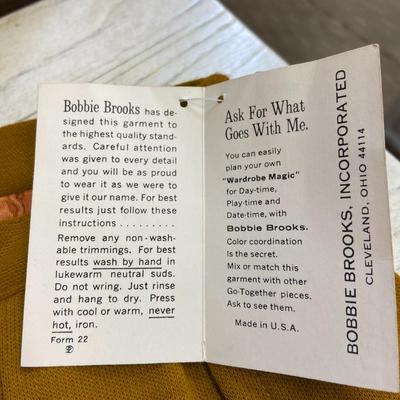 Bobbie Brooks has de-
signed this garment to
the highest quality stand-
ards. Careful attention
was given to every detail
and you will be as proud
to wear it as we were to
give it our name. For best
results just follow these
instructions . . . . . . . . .
Remove any non-wash-
able trimmings. For best
results wash by hand in
lukewarm neutral suds.
Do not wring. Just rinse
and hang to dry. Press
with cool or warm, never
hot, iron.
Form 22
Ask For What
Goes With Me.
You can easily
plan your own
"Wardrobe Magic"
for Day-time,
Play-time and
Date-time, with
Bobbie Brooks.
Color coordination
Is the secret.
Mix or match this
garment with other
Go-Together pieces.
Ask to see them.
Made in U.S.A.
BOBBIE BROOKS, INCORPORATED
CLEVELAND, OHIO 44114